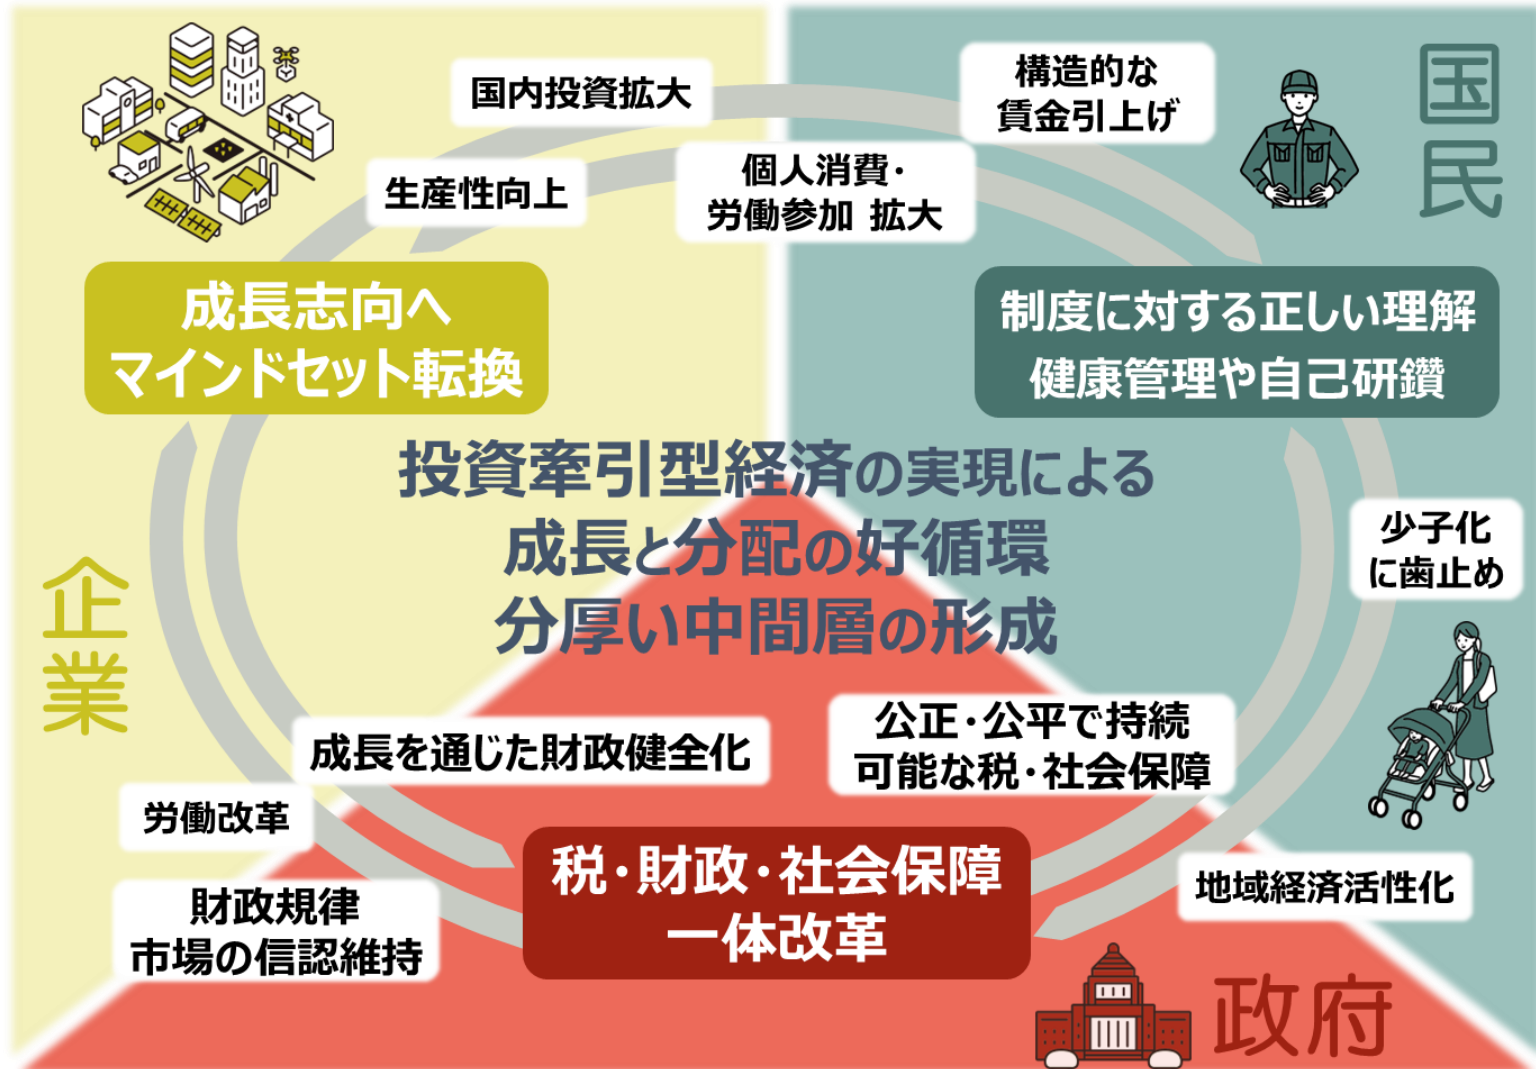 国内投資拡大
構造的な
賃金引上げ
国民
生産性向上
個人消費・
労働参加 拡大
成長志向へ
マインドセット転換
制度に対する正しい理解
健康管理や自己研鑽
投資牽引型経済の実現による
成長と分配の好循環
分厚い中間層の形成
企業
少子化
に歯止め
成長を通じた財政健全化
公正・公平で持続
可能な税・社会保障
労働改革
財政規律
市場の信認維持
税・財政・社会保障
一体改革
地域経済活性化
政府